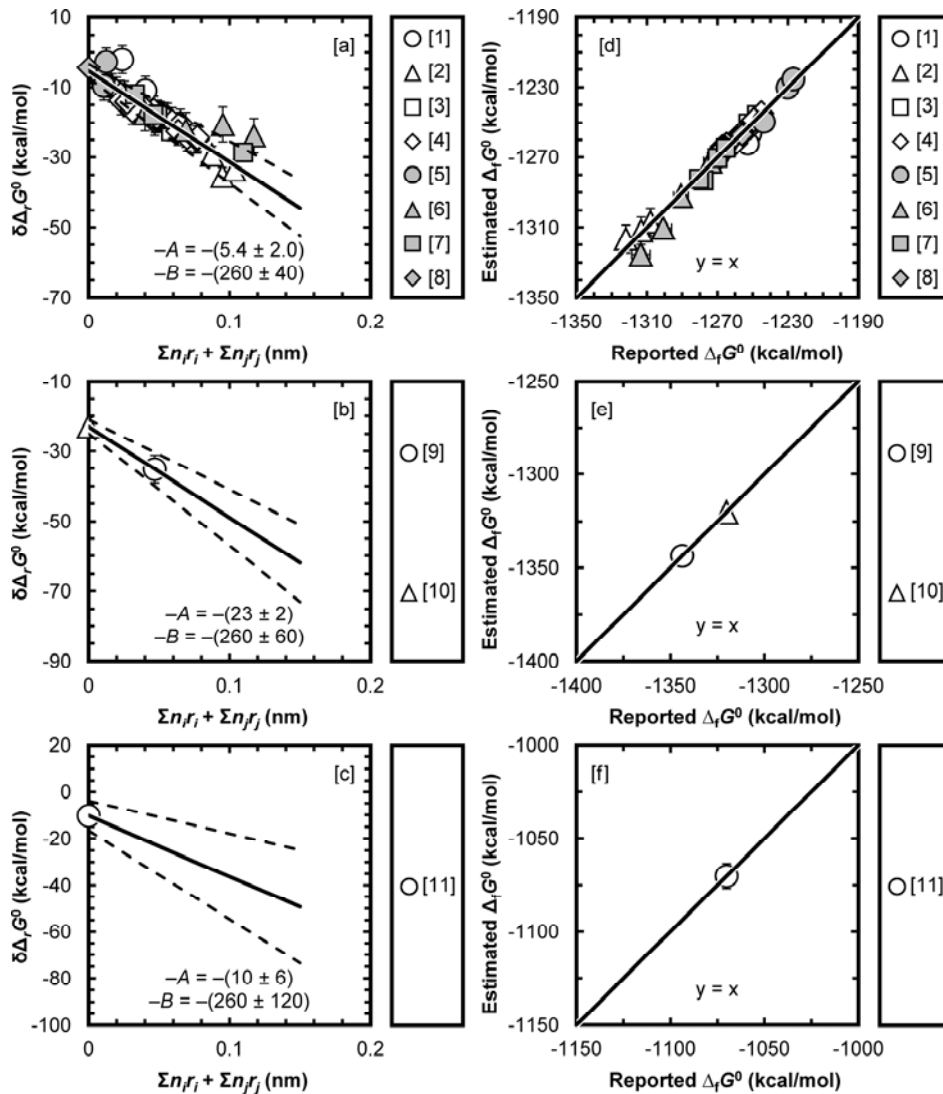 10
-10
-30
-50
-70
δΔrG⁰ (kcal/mol)
[a]
–A = –(5.4 ± 2.0)
–B = –(260 ± 40)
0
0.1
0.2
Σniri + Σnjrj (nm)
[1]
[2]
[3]
[4]
[5]
[6]
[7]
[8]
-1190
-1230
-1270
-1310
-1350
Estimated ΔfG⁰ (kcal/mol)
[d]
y = x
-1350
-1310
-1270
-1230
-1190
Reported ΔfG⁰ (kcal/mol)
[1]
[2]
[3]
[4]
[5]
[6]
[7]
[8]
-10
-30
-50
-70
-90
δΔrG⁰ (kcal/mol)
[b]
–A = –(23 ± 2)
–B = –(260 ± 60)
0
0.1
0.2
Σniri + Σnjrj (nm)
[9]
[10]
-1250
-1300
-1350
-1400
Estimated ΔfG⁰ (kcal/mol)
[e]
y = x
-1400
-1350
-1300
-1250
Reported ΔfG⁰ (kcal/mol)
[9]
[10]
20
0
-20
-40
-60
-80
-100
δΔrG⁰ (kcal/mol)
[c]
–A = –(10 ± 6)
–B = –(260 ± 120)
0
0.1
0.2
Σniri + Σnjrj (nm)
[11]
-1000
-1050
-1100
-1150
Estimated ΔfG⁰ (kcal/mol)
[f]
y = x
-1150
-1100
-1050
-1000
Reported ΔfG⁰ (kcal/mol)
[11]